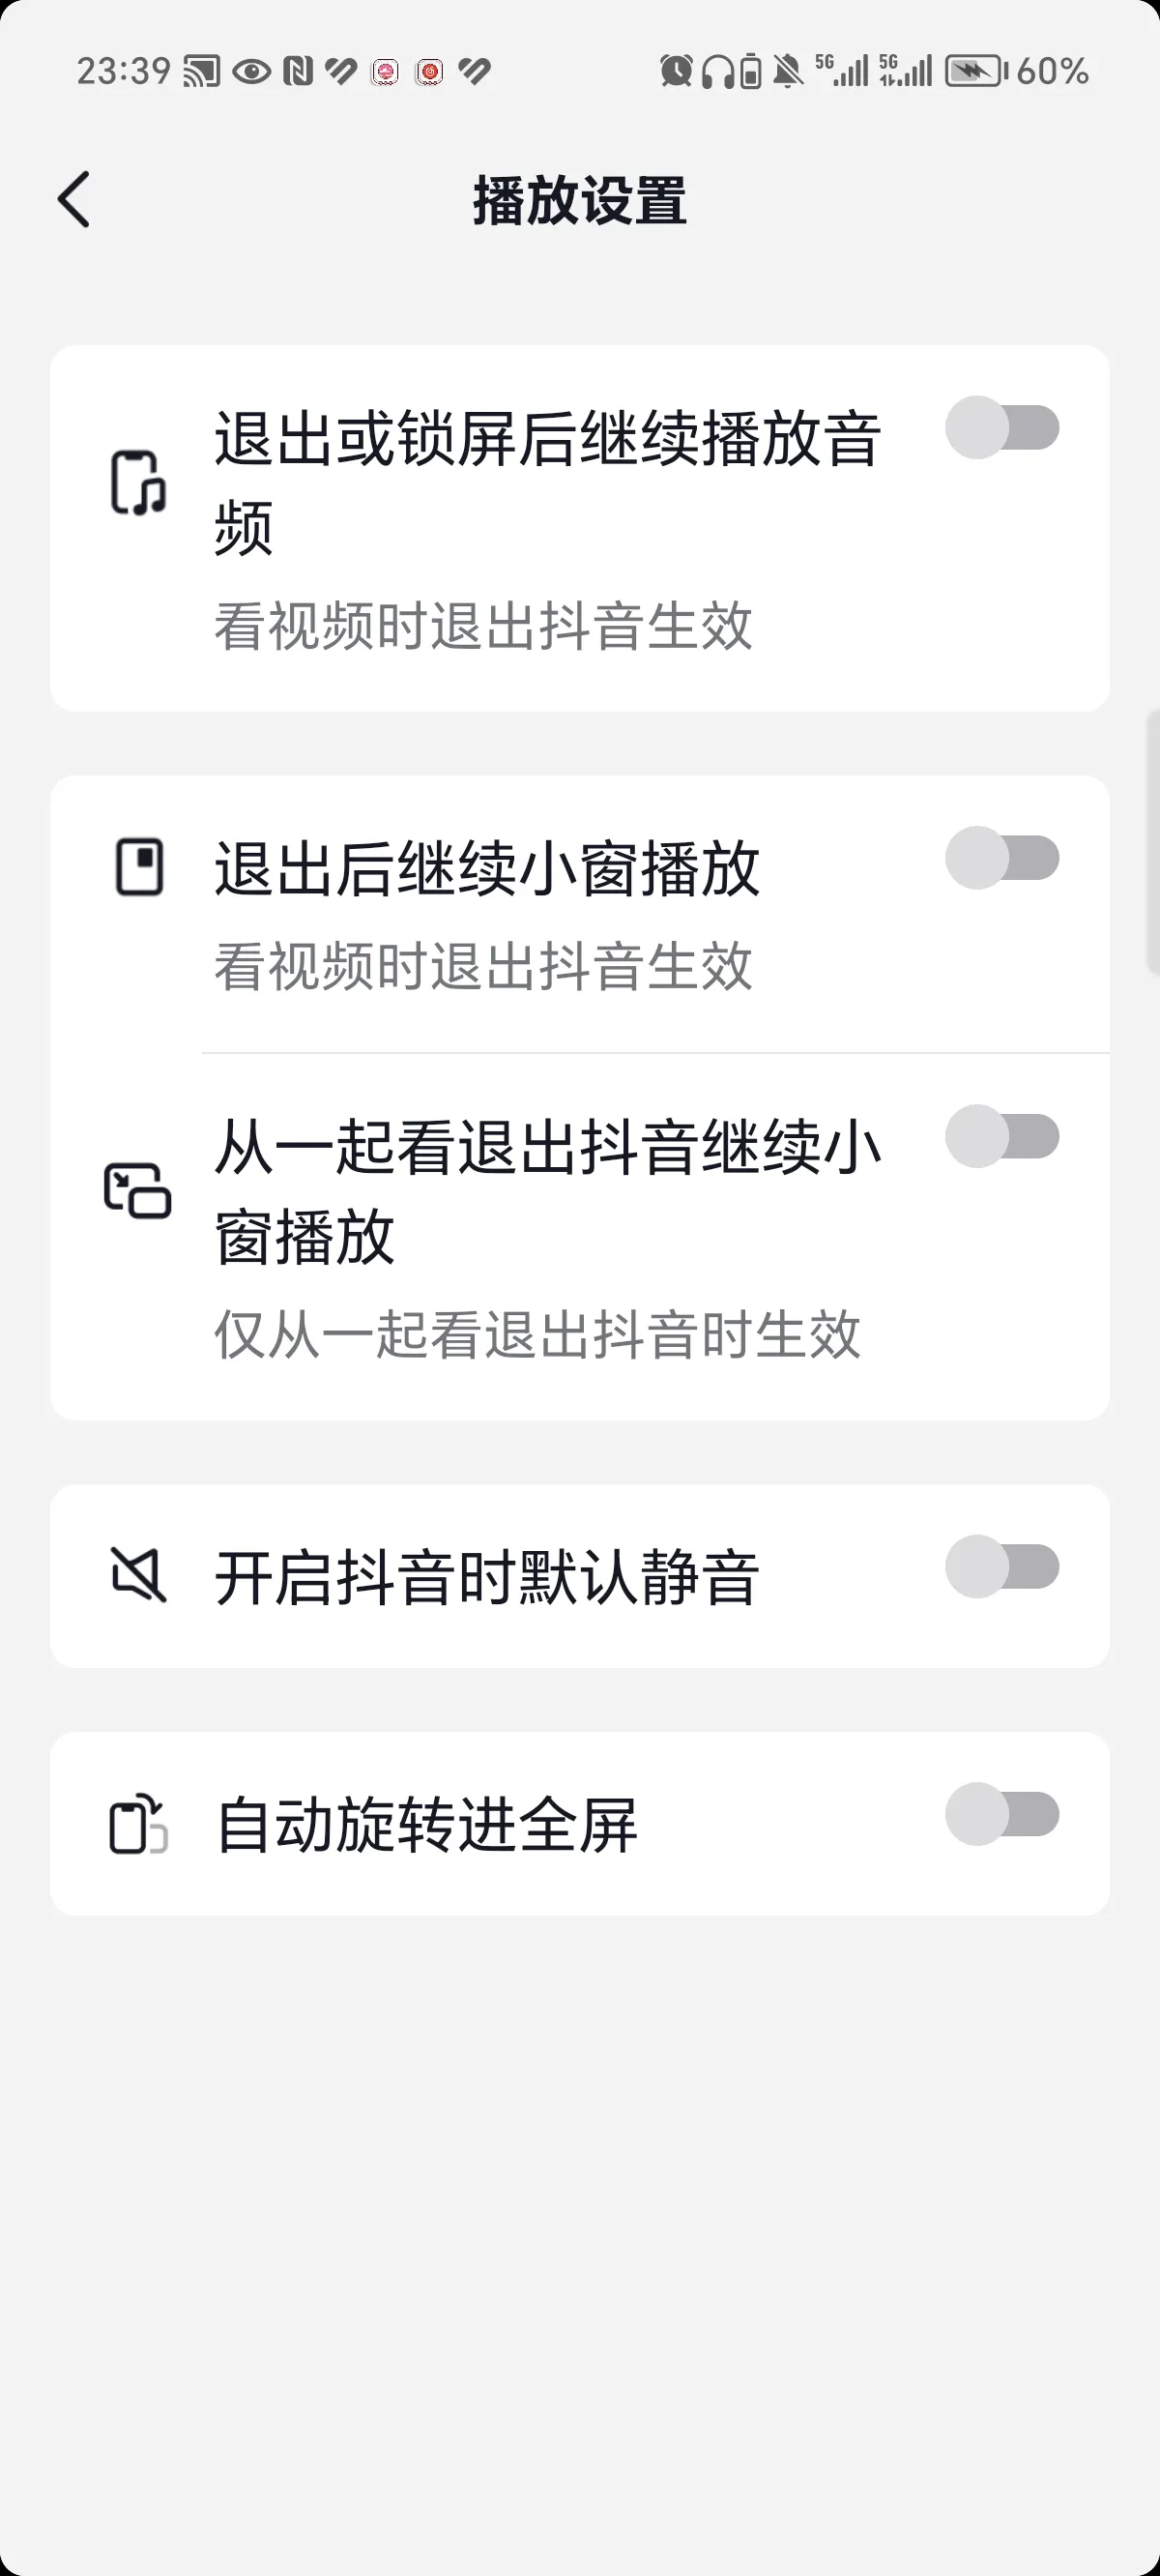 23:39 5G 5G 60%
播放设置
退出或锁屏后继续播放音
频
看视频时退出抖音生效
退出后继续小窗播放
看视频时退出抖音生效
从一起看退出抖音继续小
窗播放
仅从一起看退出抖音时生效
开启抖音时默认静音
自动旋转进全屏